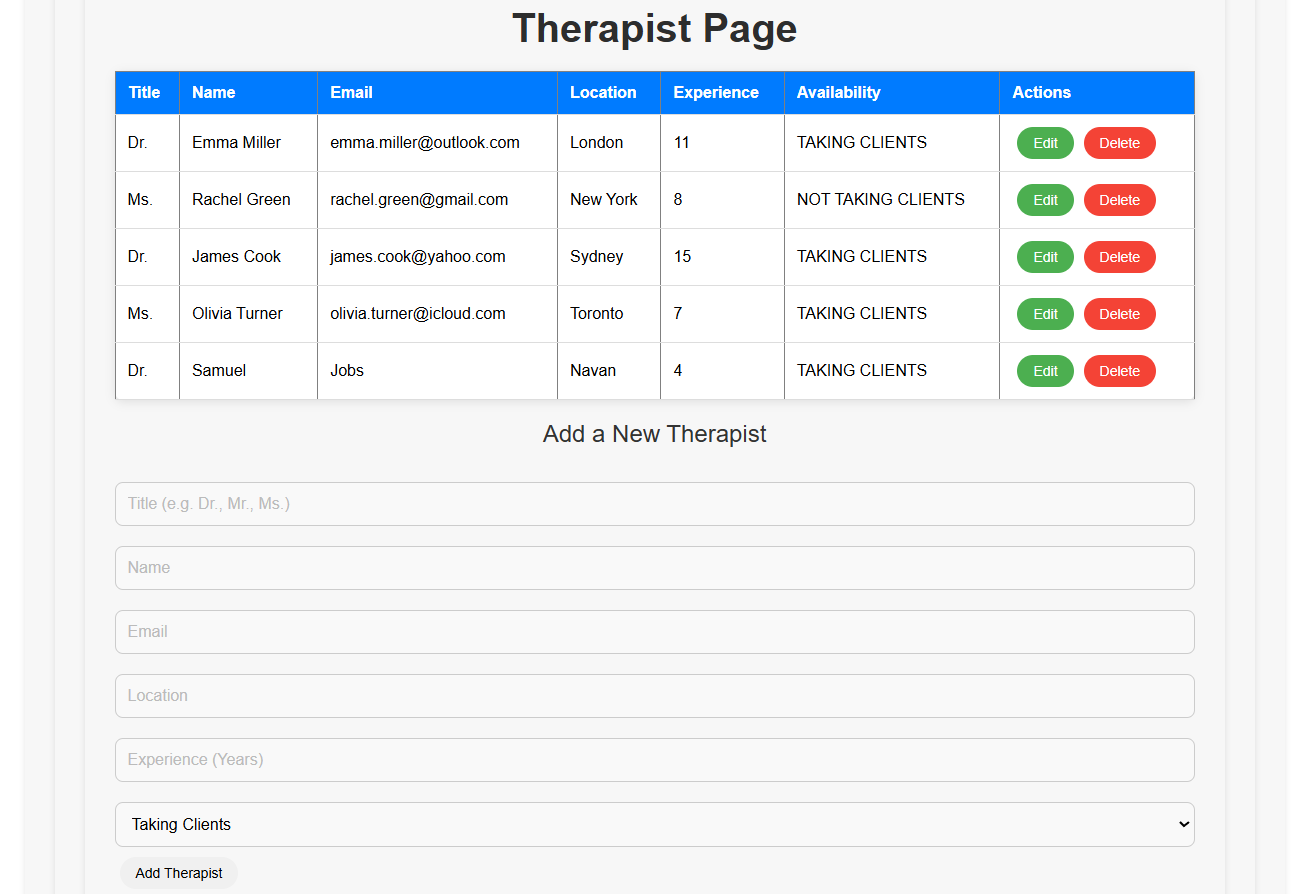 Therapist Page
Title Name Email Location Experience Availability Actions
Dr. Emma Miller emma.miller@outlook.com London 11 TAKING CLIENTS Edit Delete
Ms. Rachel Green rachel.green@gmail.com New York 8 NOT TAKING CLIENTS Edit Delete
Dr. James Cook james.cook@yahoo.com Sydney 15 TAKING CLIENTS Edit Delete
Ms. Olivia Turner olivia.turner@icloud.com Toronto 7 TAKING CLIENTS Edit Delete
Dr. Samuel Jobs Navan 4 TAKING CLIENTS Edit Delete
Add a New Therapist
Title (e.g. Dr., Mr., Ms.)
Name
Email
Location
Experience (Years)
Taking Clients
Add Therapist